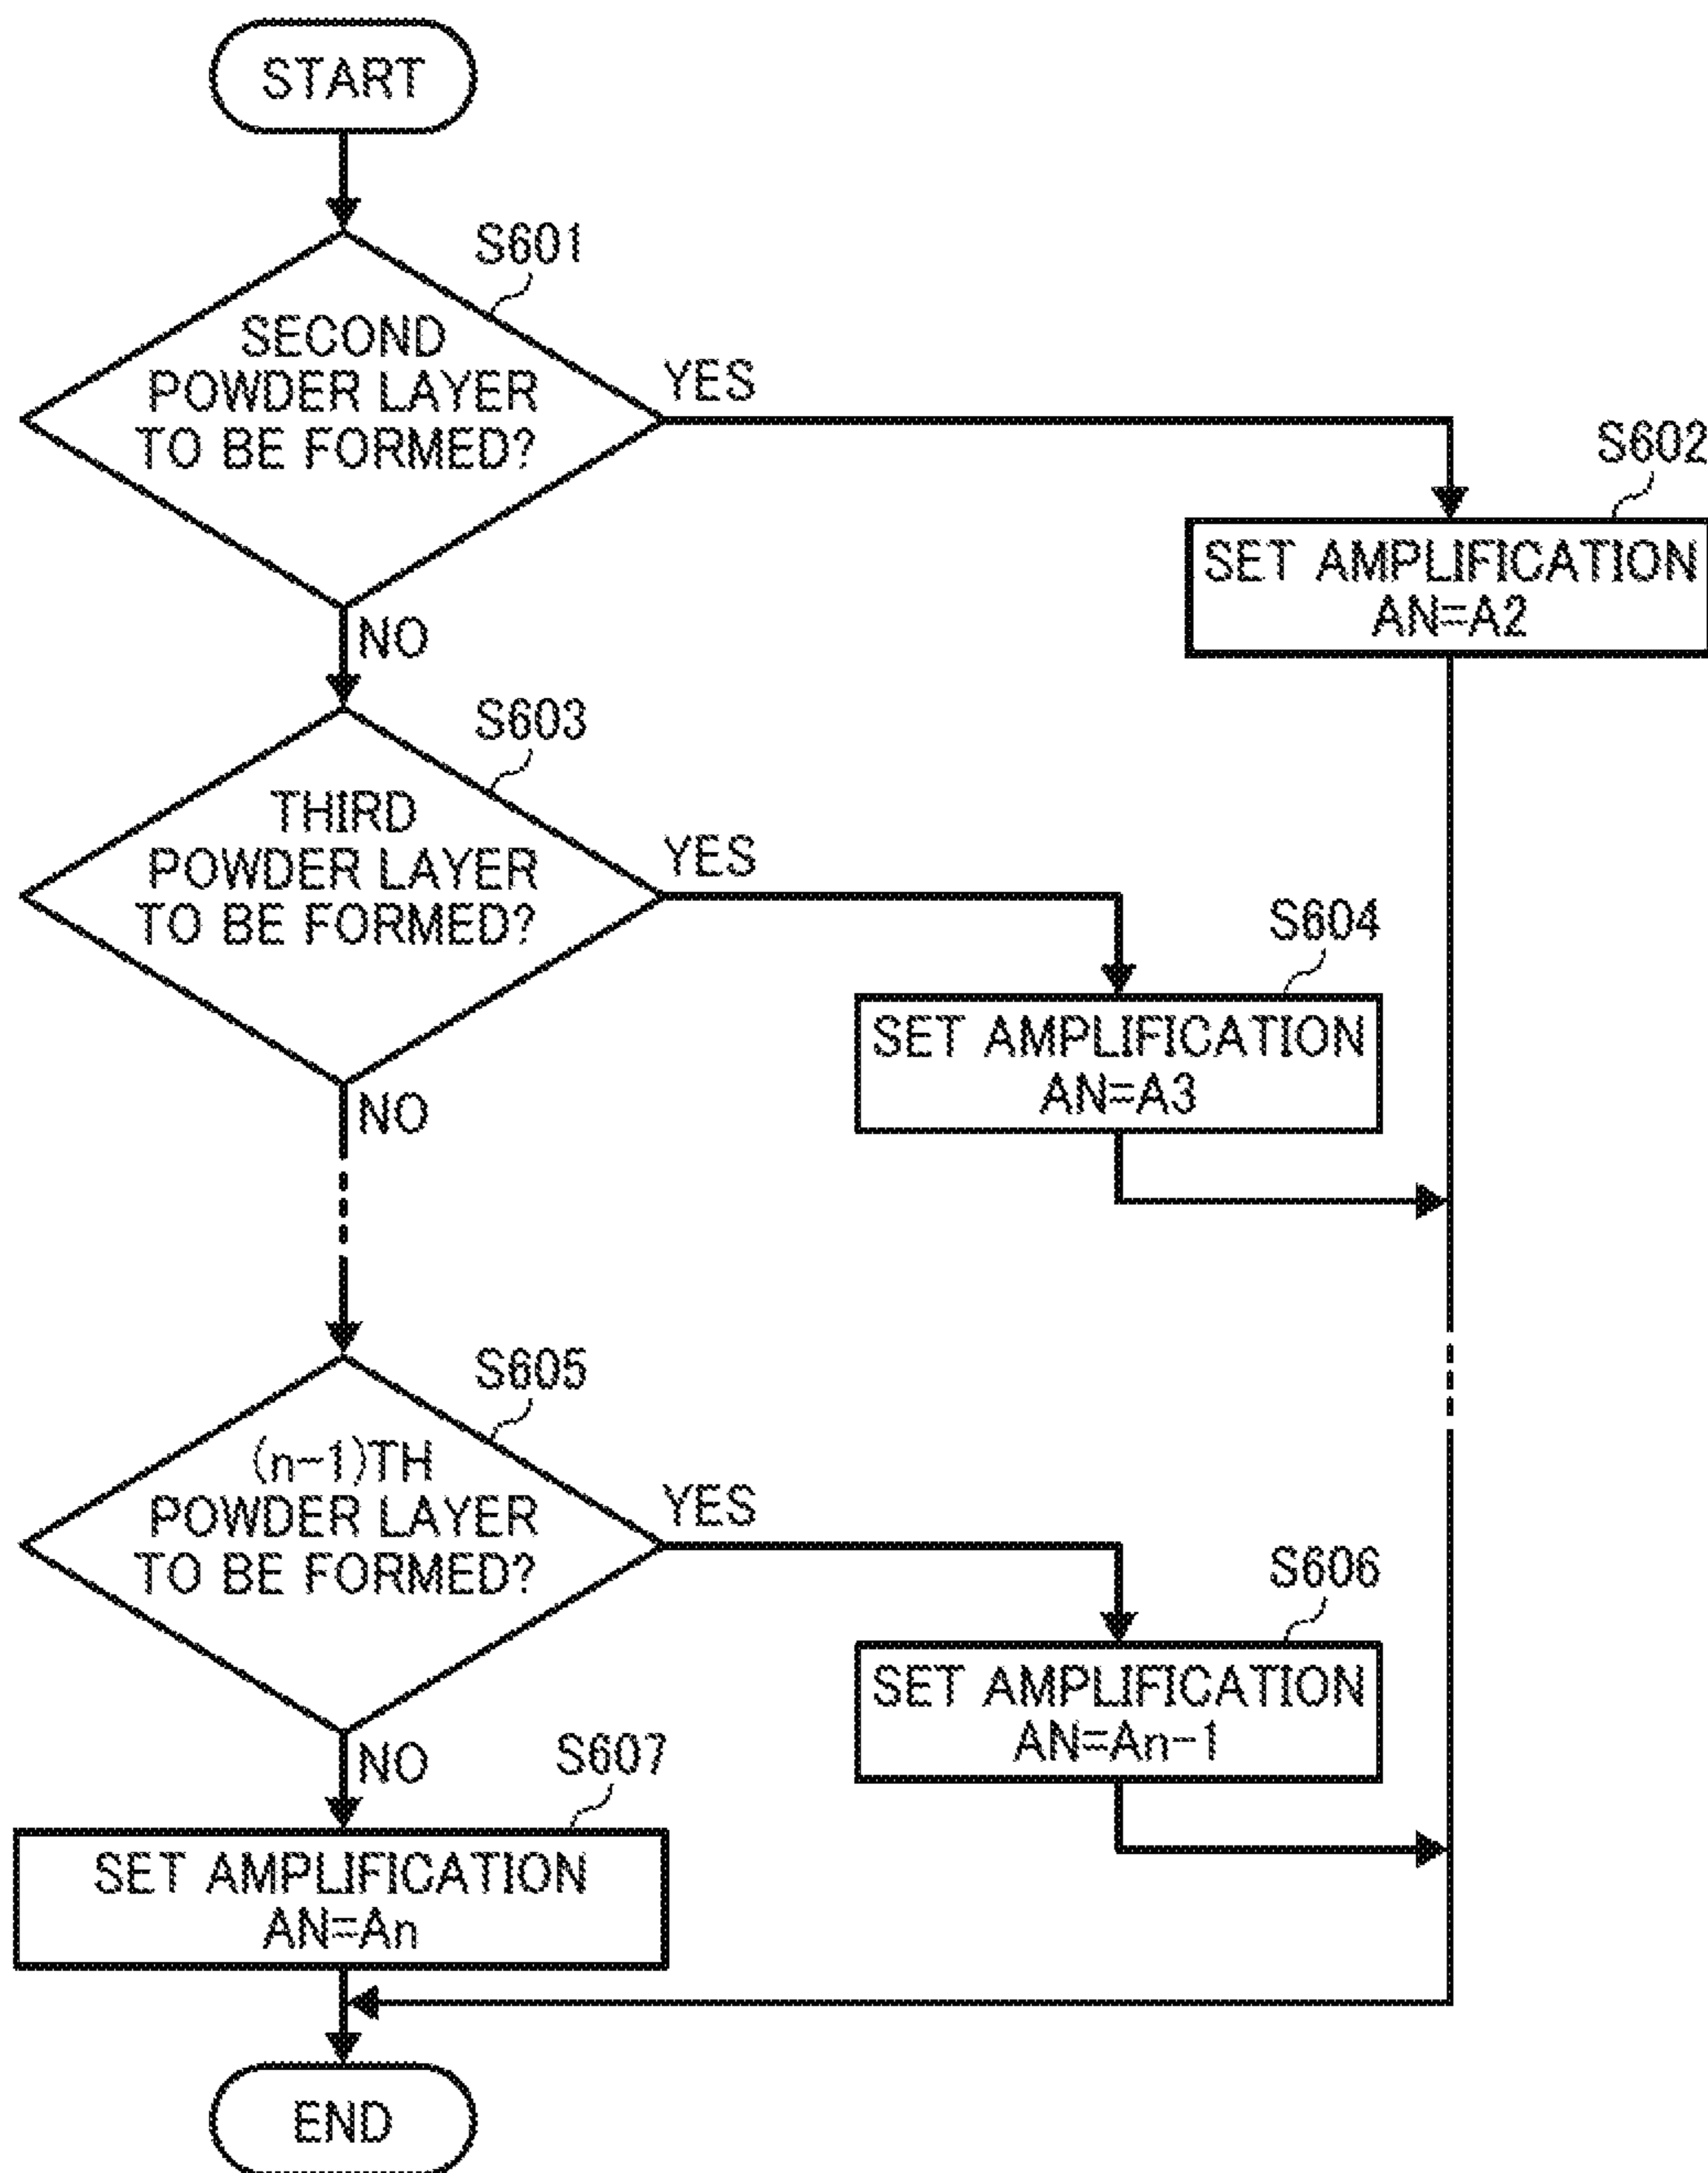 START
S601
SECOND
POWDER LAYER
TO BE FORMED?
YES
S602
SET AMPLIFICATION
AN=A2
NO
S603
THIRD
POWDER LAYER
TO BE FORMED?
YES
S604
SET AMPLIFICATION
AN=A3
NO
S605
(n-1)TH
POWDER LAYER
TO BE FORMED?
YES
S606
SET AMPLIFICATION
AN=An-1
NO
S607
SET AMPLIFICATION
AN=An
END